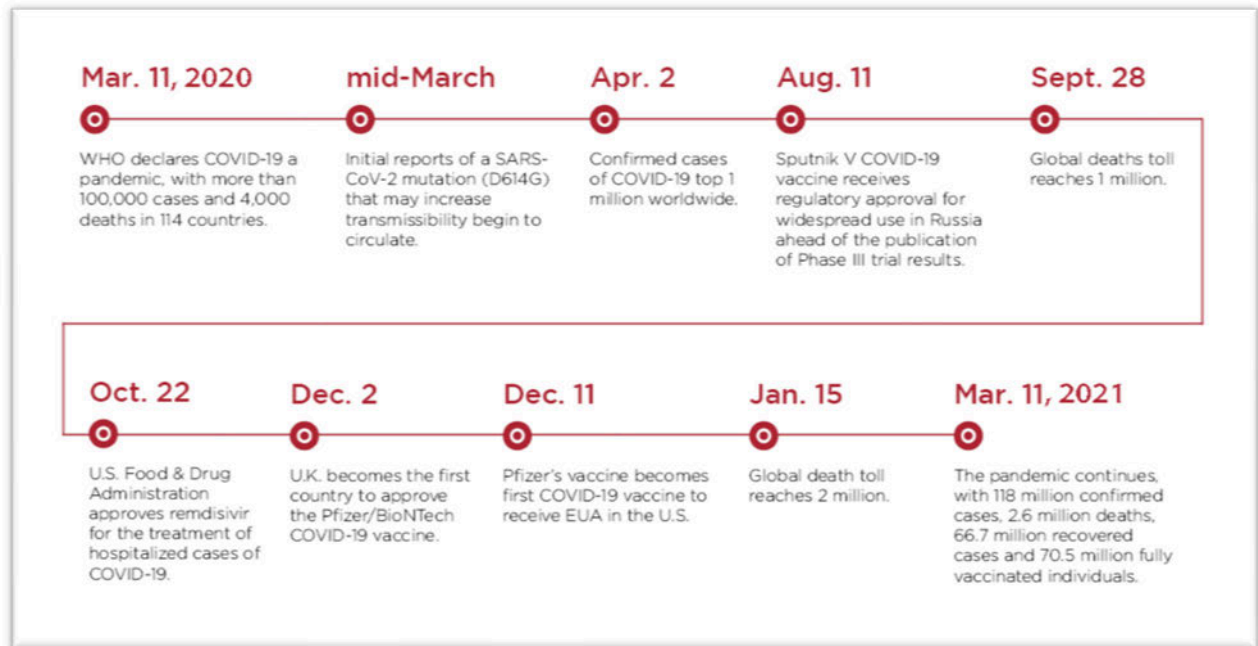 Mar. 11, 2020
WHO declares COVID-19 a
pandemic, with more than
100,000 cases and 4,000
deaths in 114 countries.
mid-March
Initial reports of a SARS-
CoV-2 mutation (D614G)
that may increase
transmissibility begin to
circulate.
Apr. 2
Confirmed cases
of COVID-19 top 1
million worldwide.
Aug. 11
Sputnik V COVID-19
vaccine receives
regulatory approval for
widespread use in Russia
ahead of the publication
of Phase III trial results.
Sept. 28
Global deaths toll
reaches 1 million.
Oct. 22
U.S. Food & Drug
Administration
approves remdisivir
for the treatment of
hospitalized cases of
COVID-19.
Dec. 2
U.K. becomes the first
country to approve
the Pfizer/BioNTech
COVID-19 vaccine.
Dec. 11
Pfizer's vaccine becomes
first COVID-19 vaccine to
receive EUA in the U.S.
Jan. 15
Global death toll
reaches 2 million.
Mar. 11, 2021
The pandemic continues,
with 118 million confirmed
cases, 2.6 million deaths,
66.7 million recovered
cases and 70.5 million fully
vaccinated individuals.